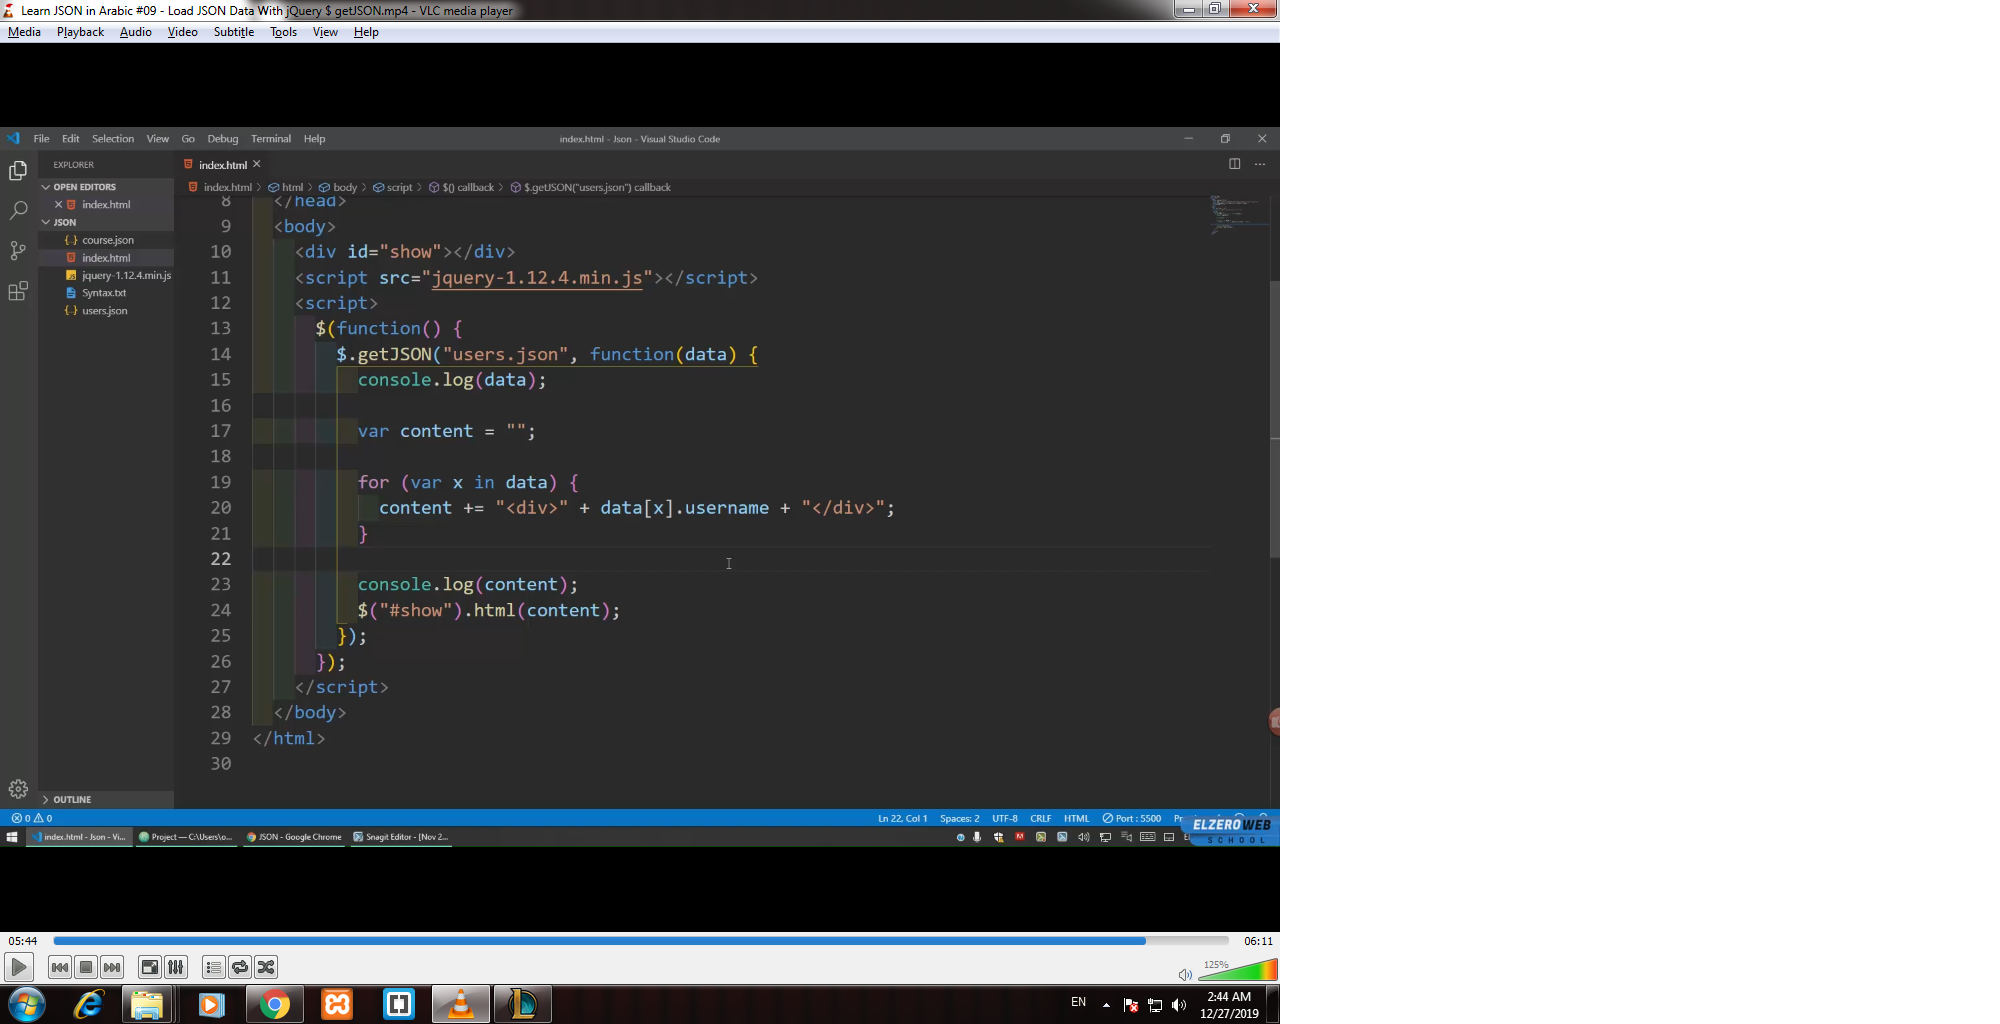 Learn JSON in Arabic #09 - Load JSON Data With jQuery $ getJSON.mp4 - VLC media player
Media Playback Audio Video Subtitle Tools View Help
File Edit Selection View Go Debug Terminal Help
index.html - Json - Visual Studio Code
EXPLORER
OPEN EDITORS
index.html
JSON
course.json
index.html
jquery-1.12.4.min.js
Syntax.txt
users.json
OUTLINE
index.html
index.html > html > body > script > $() callback > $.getJSON("users.json") callback
8 </head>
9 <body>
10 <div id="show"></div>
11 <script src="jquery-1.12.4.min.js"></script>
12 <script>
13 $(function() {
14 $.getJSON("users.json", function(data) {
15 console.log(data);
16
17 var content = "";
18
19 for (var x in data) {
20 content += "<div>" + data[x].username + "</div>";
21 }
22
23 console.log(content);
24 $("#show").html(content);
25 });
26 });
27 </script>
28 </body>
29 </html>
30
0 0
Ln 22, Col 1 Spaces: 2 UTF-8 CRLF HTML Port : 5500
ELZERO WEB
SCHOOL
index.html - Json - Vi... Project — C:\Users\o... JSON - Google Chrome Snagit Editor - [Nov 2...
05:44 06:11
125%
EN
2:44 AM
12/27/2019